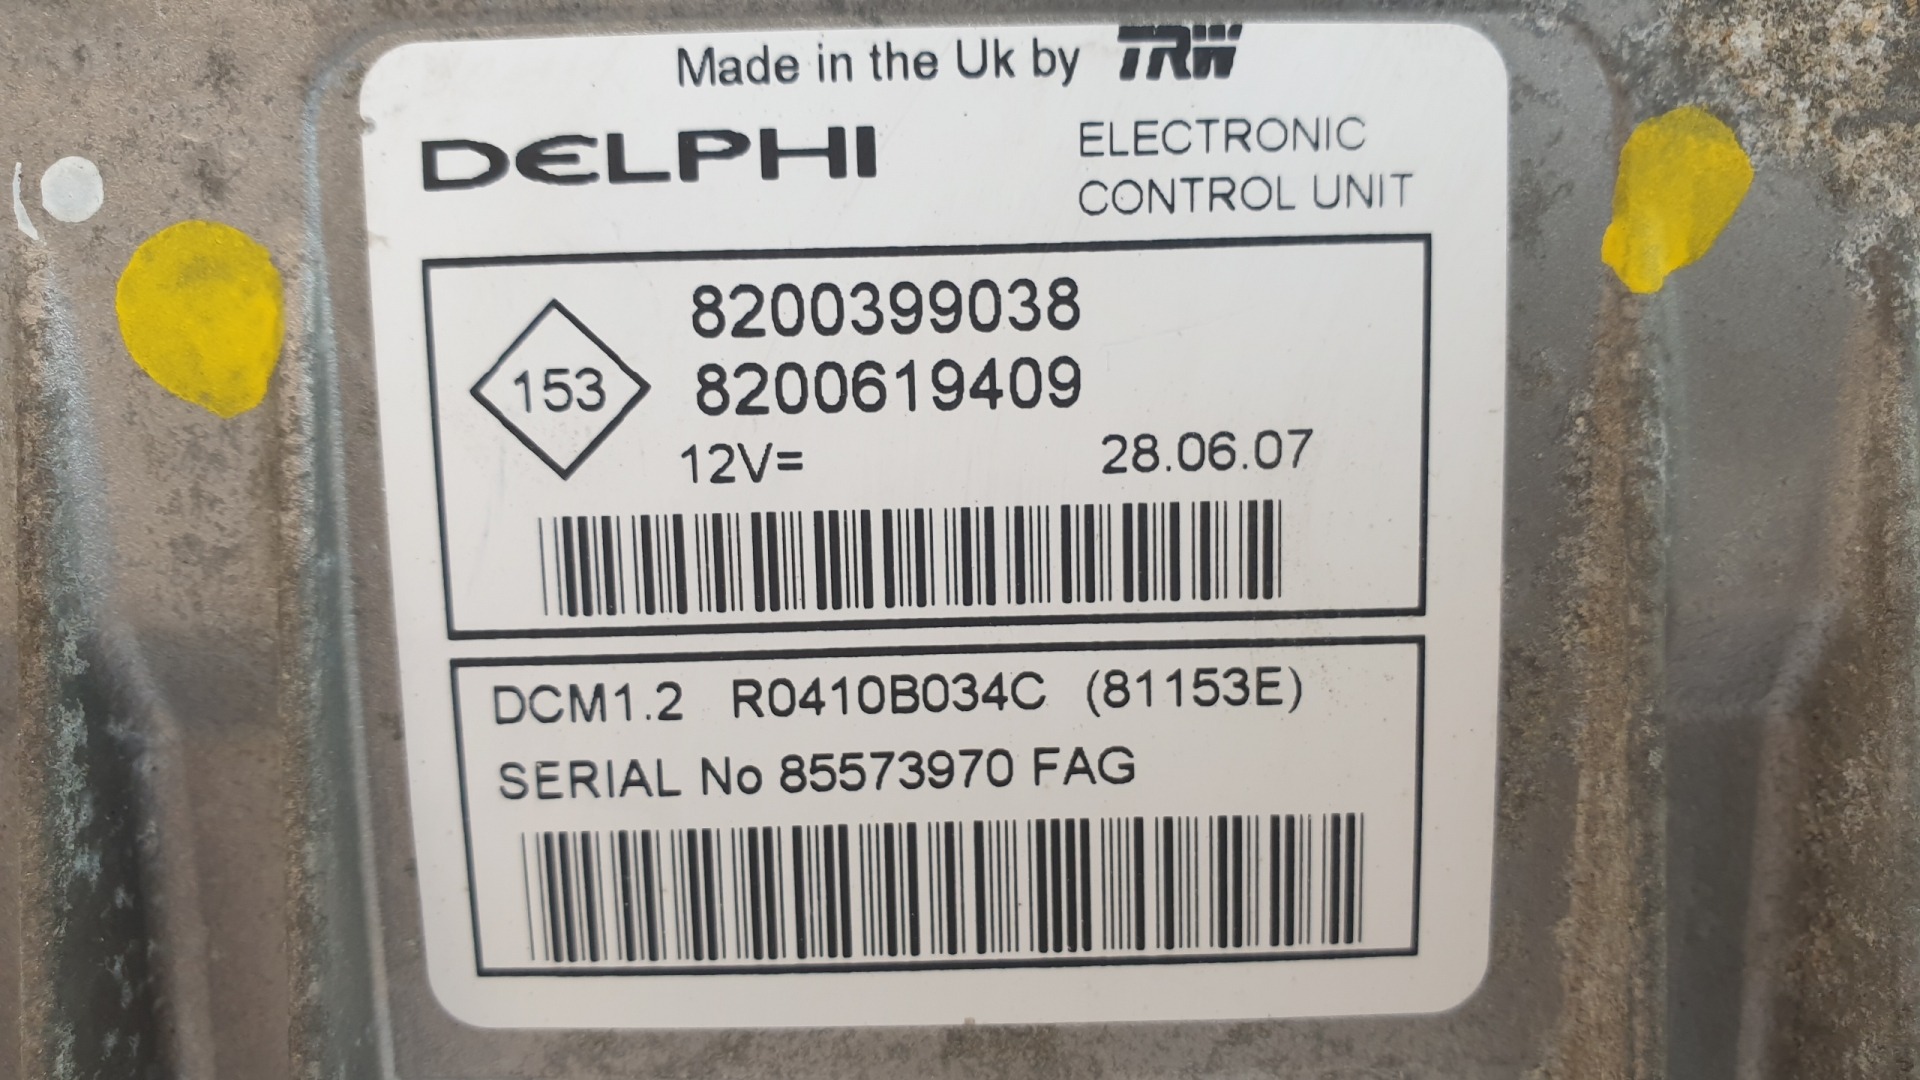 Made in the Uk by TRW
DELPHI
ELECTRONIC
CONTROL UNIT
8200399038
153
8200619409
12V= 28.06.07
DCM1.2 R0410B034C (81153E)
SERIAL No 85573970 FAG